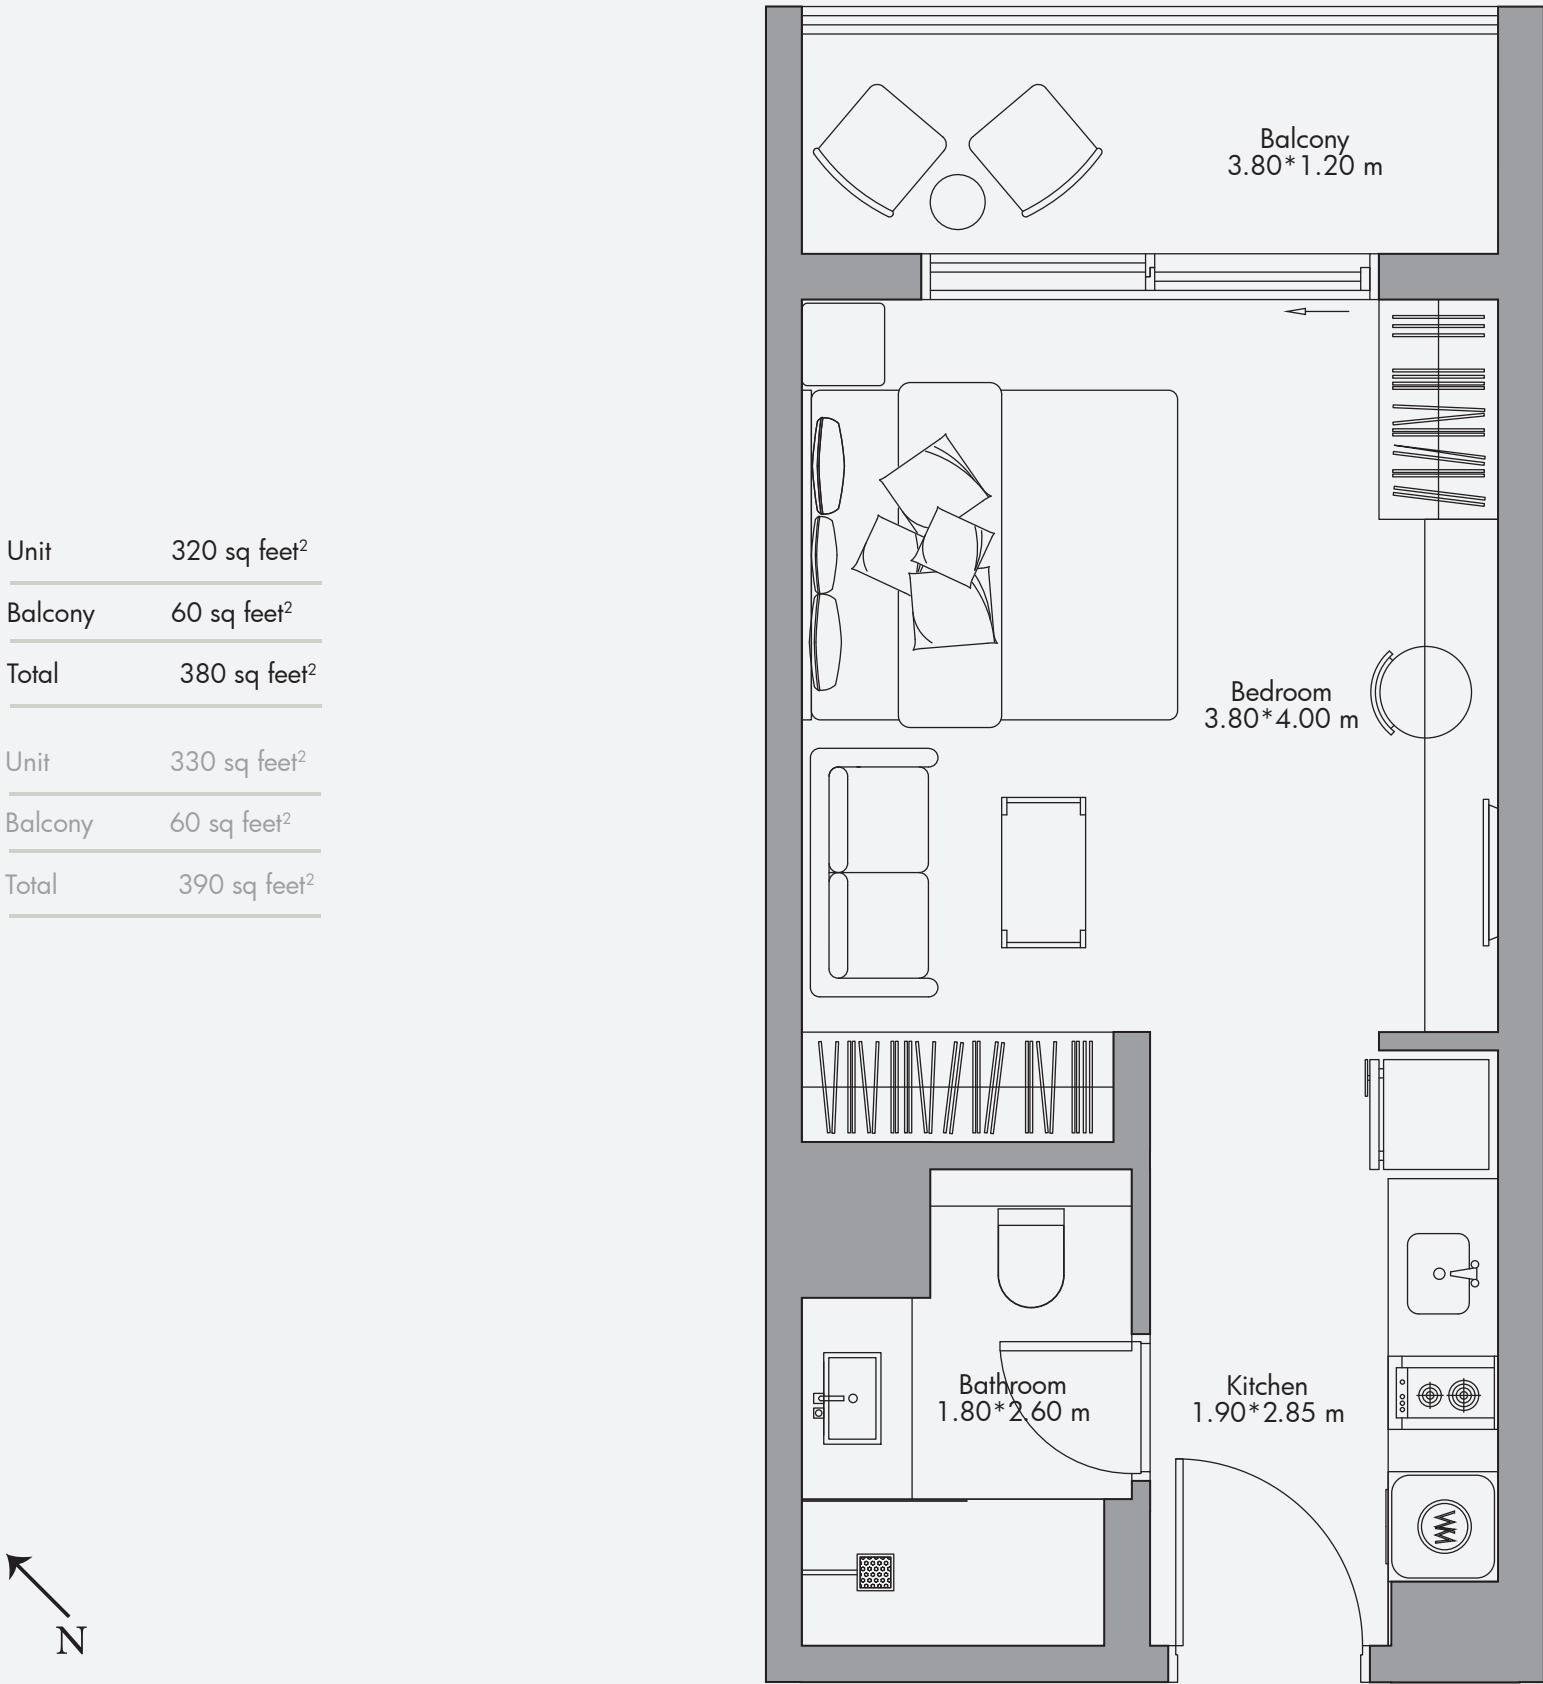 Balcony
3.80*1.20 m
Unit 320 sq feet²
Balcony 60 sq feet²
Total 380 sq feet²
Bedroom
3.80*4.00 m
Unit 330 sq feet²
Balcony 60 sq feet²
Total 390 sq feet²
Bathroom
1.80*2.60 m
Kitchen
1.90*2.85 m
WM
N